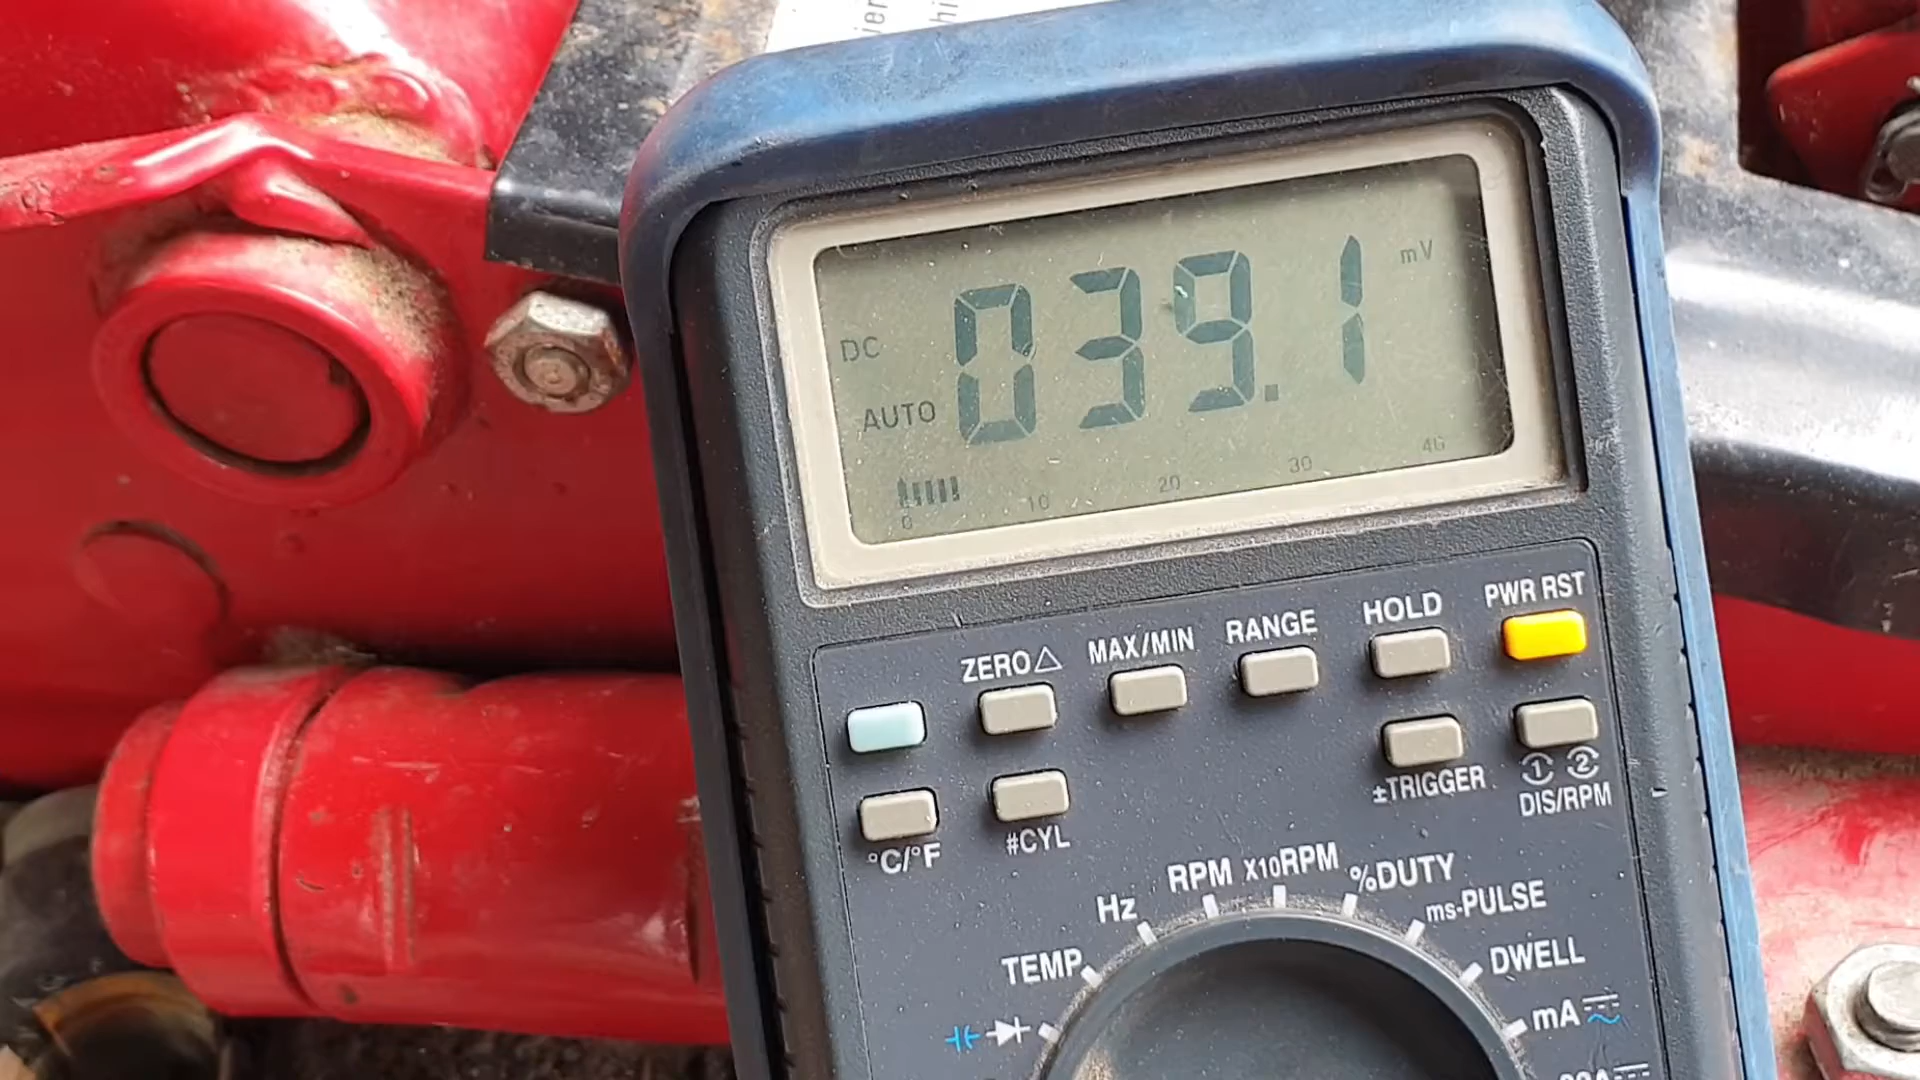 mV
DC
039.1
AUTO
0 10 20 30 40
PWR RST
HOLD
RANGE
MAX/MIN
ZERO△
±TRIGGER
① ②
DIS/RPM
#CYL
°C/°F
RPM X10RPM
%DUTY
Hz
ms-PULSE
TEMP
DWELL
mA